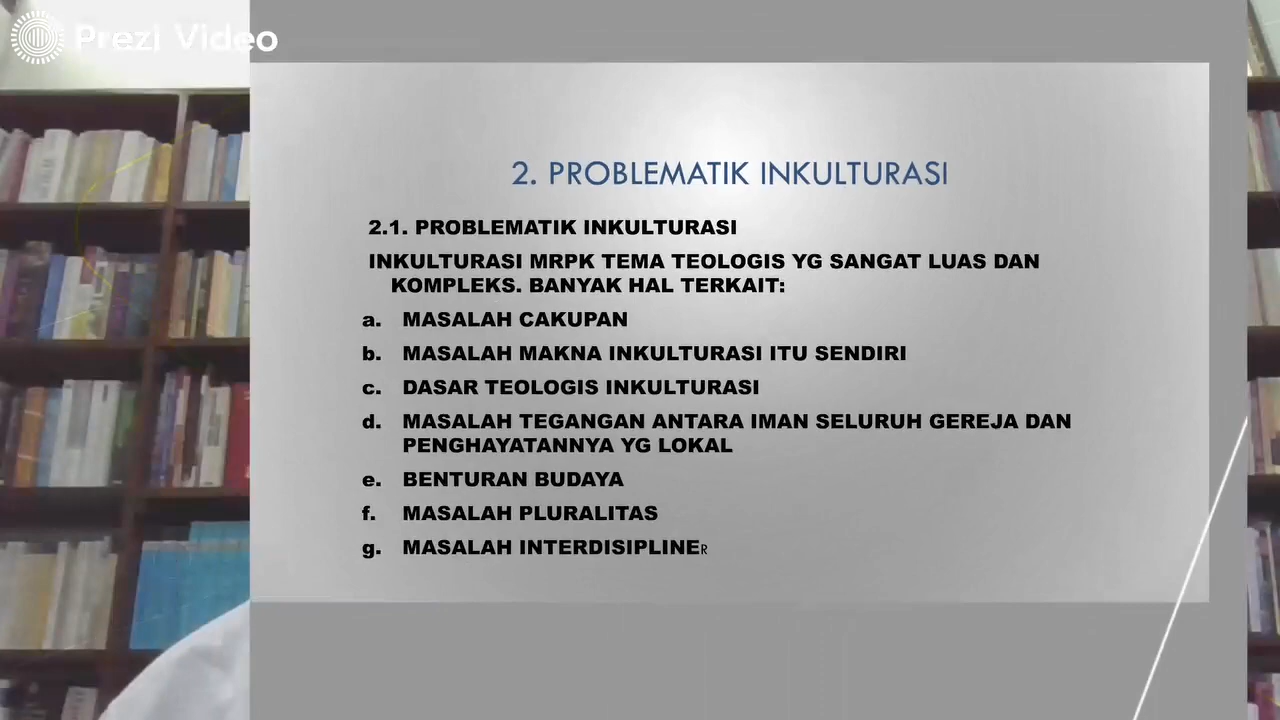 Prezi Video
2. PROBLEMATIK INKULTURASI
2.1. PROBLEMATIK INKULTURASI
INKULTURASI MRPK TEMA TEOLOGIS YG SANGAT LUAS DAN
KOMPLEKS. BANYAK HAL TERKAIT:
a. MASALAH CAKUPAN
b. MASALAH MAKNA INKULTURASI ITU SENDIRI
c. DASAR TEOLOGIS INKULTURASI
d. MASALAH TEGANGAN ANTARA IMAN SELURUH GEREJA DAN
PENGHAYATANNYA YG LOKAL
e. BENTURAN BUDAYA
f. MASALAH PLURALITAS
g. MASALAH INTERDISIPLINER